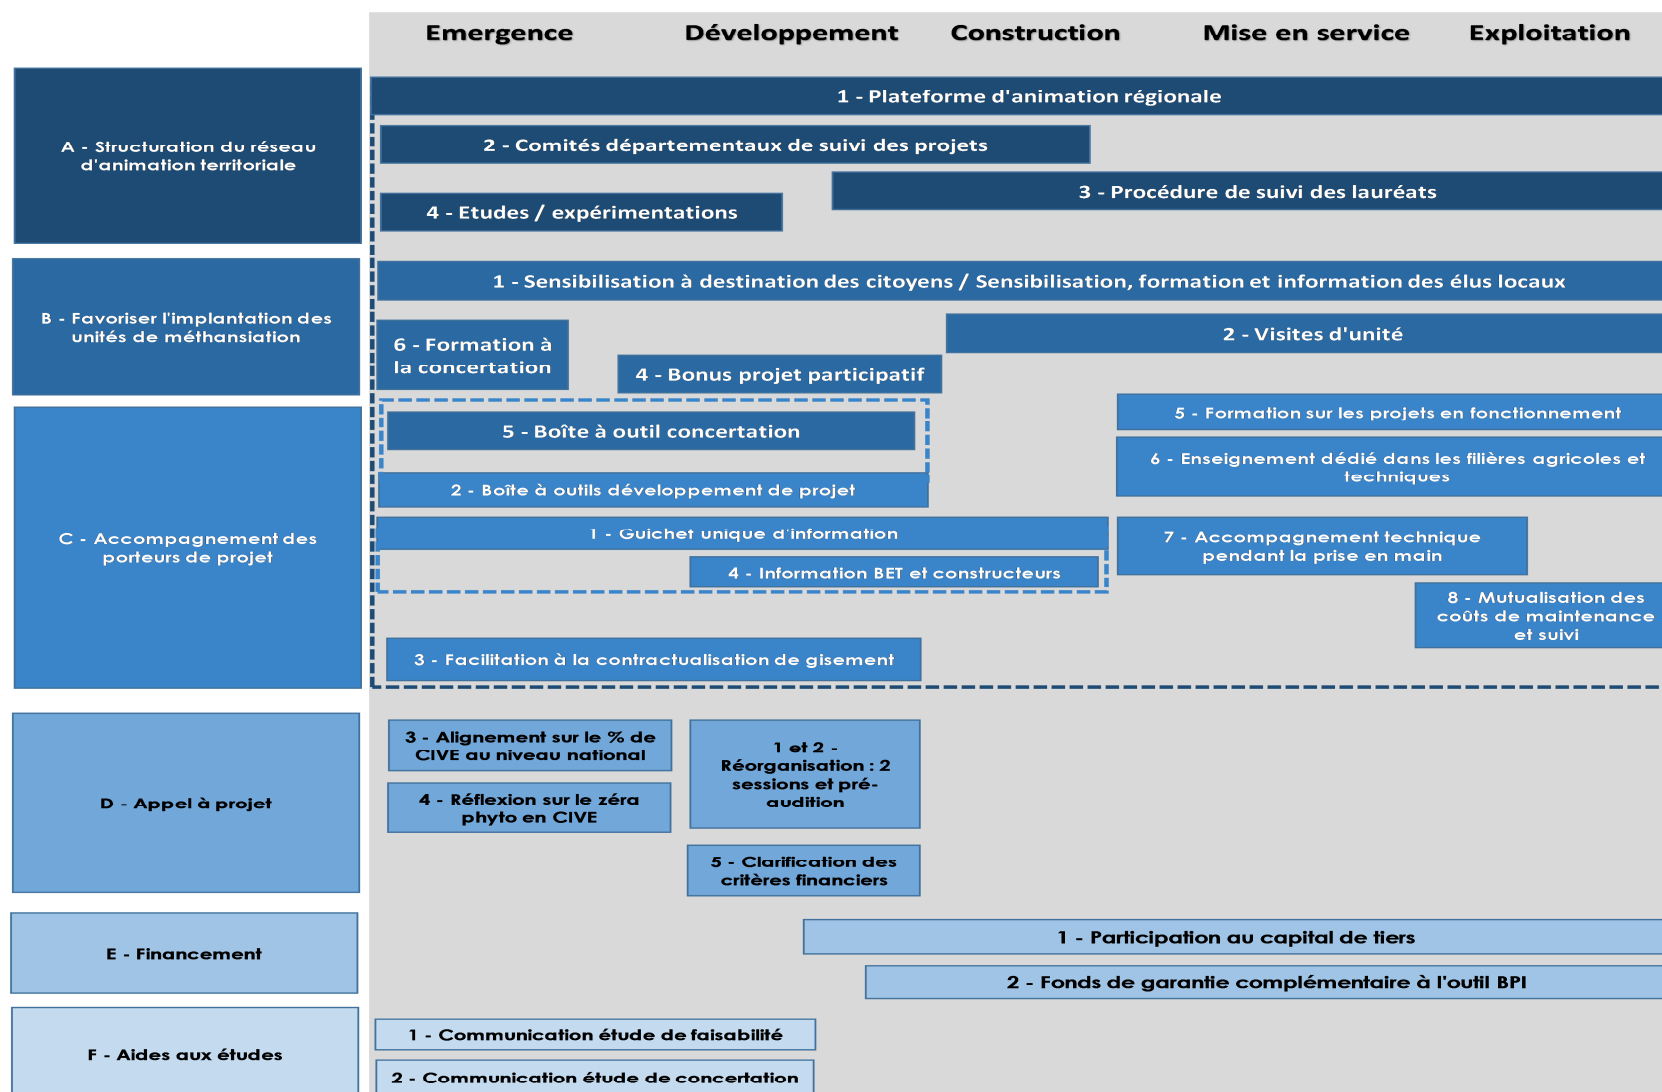 Emergence
Développement
Construction
Mise en service
Exploitation
A - Structuration du réseau
d'animation territoriale
1 - Plateforme d'animation régionale
2 - Comités départementaux de suivi des projets
3 - Procédure de suivi des lauréats
4 - Etudes / expérimentations
B - Favoriser l'implantation des
unités de méthansiation
1 - Sensibilisation à destination des citoyens / Sensibilisation, formation et information des élus locaux
6 - Formation à
la concertation
2 - Visites d'unité
4 - Bonus projet participatif
C - Accompagnement des
porteurs de projet
5 - Boîte à outil concertation
5 - Formation sur les projets en fonctionnement
6 - Enseignement dédié dans les filières agricoles et
techniques
2 - Boîte à outils développement de projet
1 - Guichet unique d'information
7 - Accompagnement technique
pendant la prise en main
4 - Information BET et constructeurs
8 - Mutualisation des
coûts de maintenance
et suivi
3 - Facilitation à la contractualisation de gisement
D - Appel à projet
3 - Alignement sur le % de
CIVE au niveau national
1 et 2 -
Réorganisation : 2
sessions et pré-
audition
4 - Réflexion sur le zéra
phyto en CIVE
5 - Clarification des
critères financiers
E - Financement
1 - Participation au capital de tiers
2 - Fonds de garantie complémentaire à l'outil BPI
F - Aides aux études
1 - Communication étude de faisabilité
2 - Communication étude de concertation